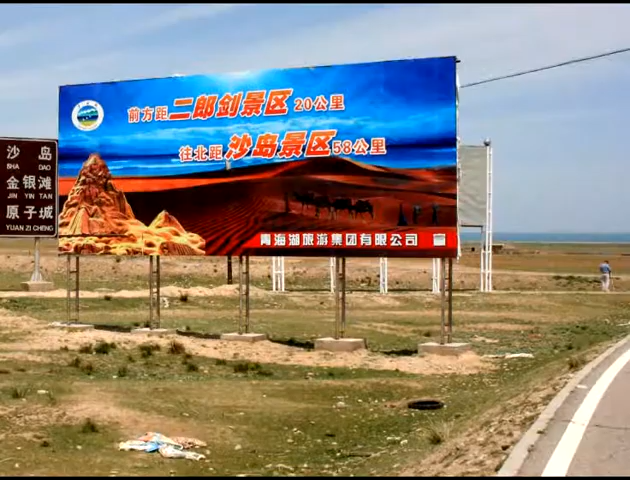 沙 岛
SHA DAO
金银滩
JIN YIN TAN
原子城
YUAN ZI CHENG
前方距二郎剑景区20公里
往北距沙岛景区58公里
青海湖旅游集团有限公司